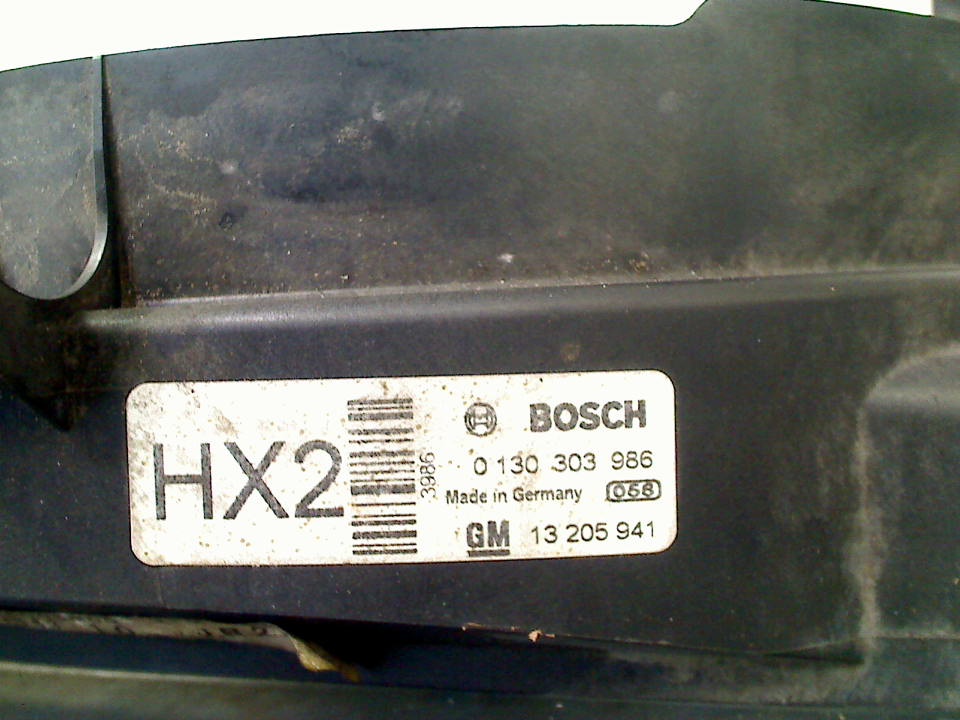 HX2
3986
BOSCH
0 130 303 986
Made in Germany 058
GM 13 205 941